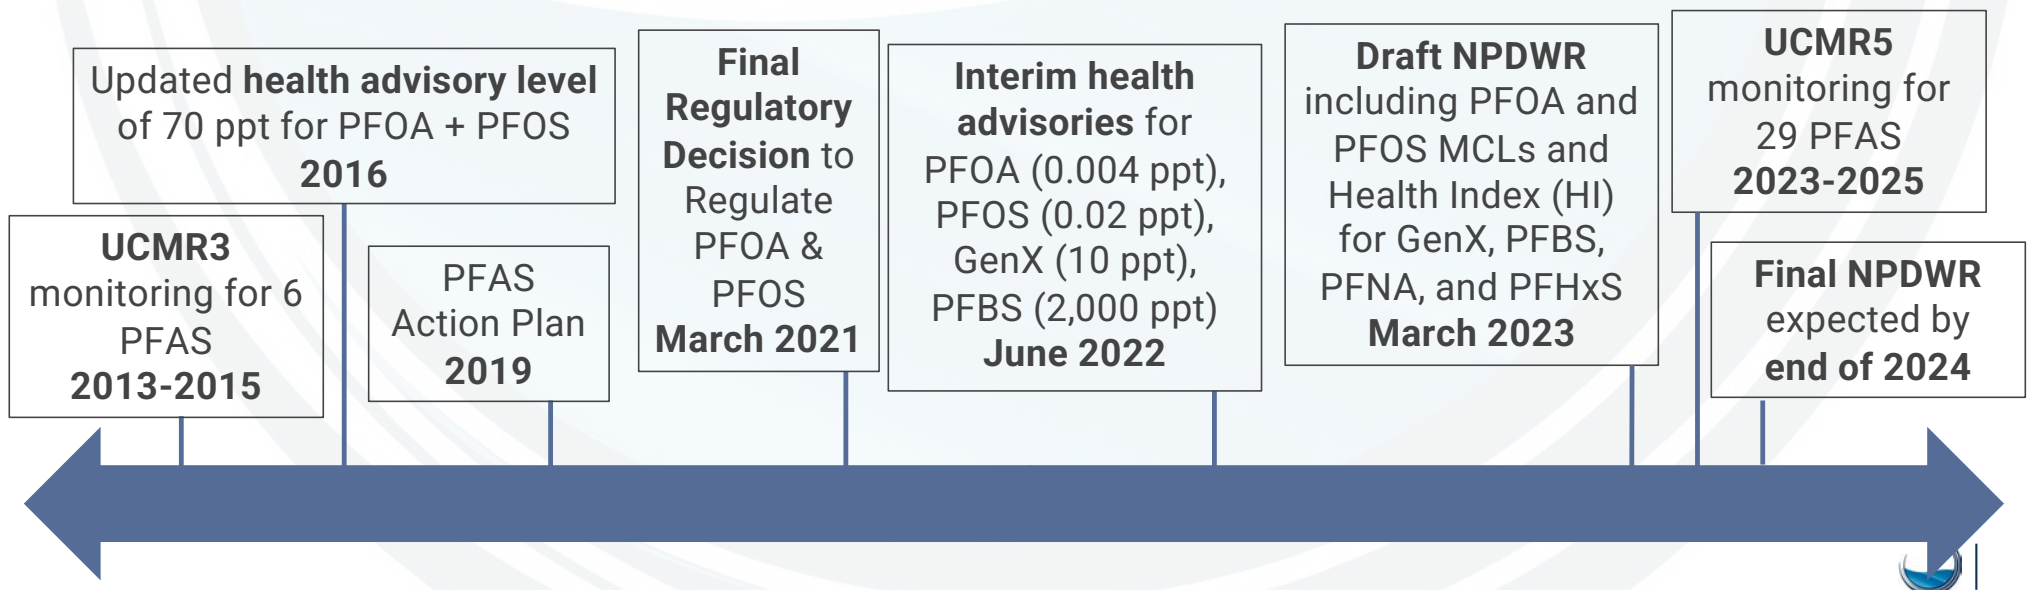 UCMR3
monitoring for 6
PFAS
2013-2015
Updated health advisory level
of 70 ppt for PFOA + PFOS
2016
PFAS
Action Plan
2019
Final
Regulatory
Decision to
Regulate
PFOA &
PFOS
March 2021
Interim health
advisories for
PFOA (0.004 ppt),
PFOS (0.02 ppt),
GenX (10 ppt),
PFBS (2,000 ppt)
June 2022
Draft NPDWR
including PFOA and
PFOS MCLs and
Health Index (HI)
for GenX, PFBS,
PFNA, and PFHxS
March 2023
UCMR5
monitoring for
29 PFAS
2023-2025
Final NPDWR
expected by
end of 2024